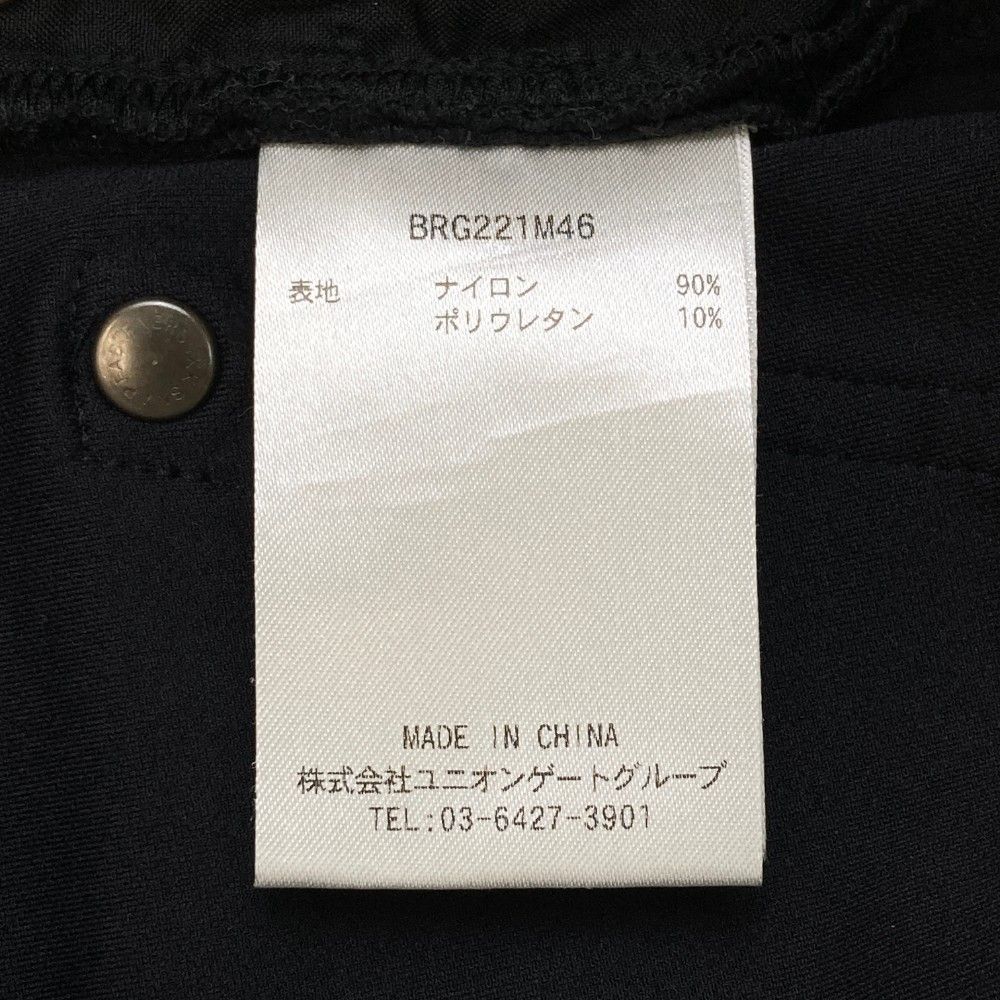 BRG221M46
表地 ナイロン 90%
ポリウレタン 10%
MADE IN CHINA
株式会社ユニオンゲートグループ
TEL:03-6427-3901